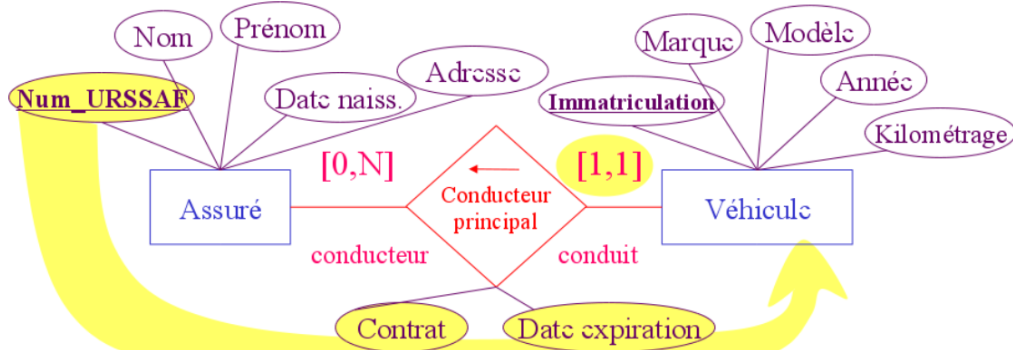 Nom
Prénom
Num_URSSAF
Date naiss.
Adresse
Marque
Modèle
Immatriculation
Année
Kilométrage
[0,N]
[1,1]
Assuré
Conducteur
principal
Véhicule
conducteur
conduit
Contrat
Date expiration